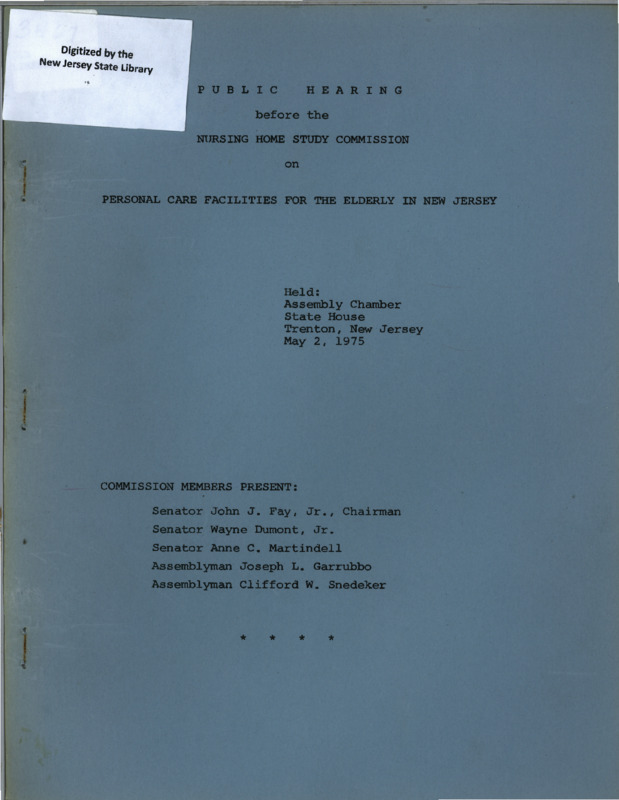 Digitized by the
New Jersey State Library
PUBLIC HEARING
before the
NURSING HOME STUDY COMMISSION
on
PERSONAL CARE FACILITIES FOR THE ELDERLY IN NEW JERSEY
Held:
Assembly Chamber
State House
Trenton, New Jersey
May 2, 1975
COMMISSION MEMBERS PRESENT:
Senator John J. Fay, Jr., Chairman
Senator Wayne Dumont, Jr.
Senator Anne C. Martindell
Assemblyman Joseph L. Garrubbo
Assemblyman Clifford W. Snedeker
* * * *